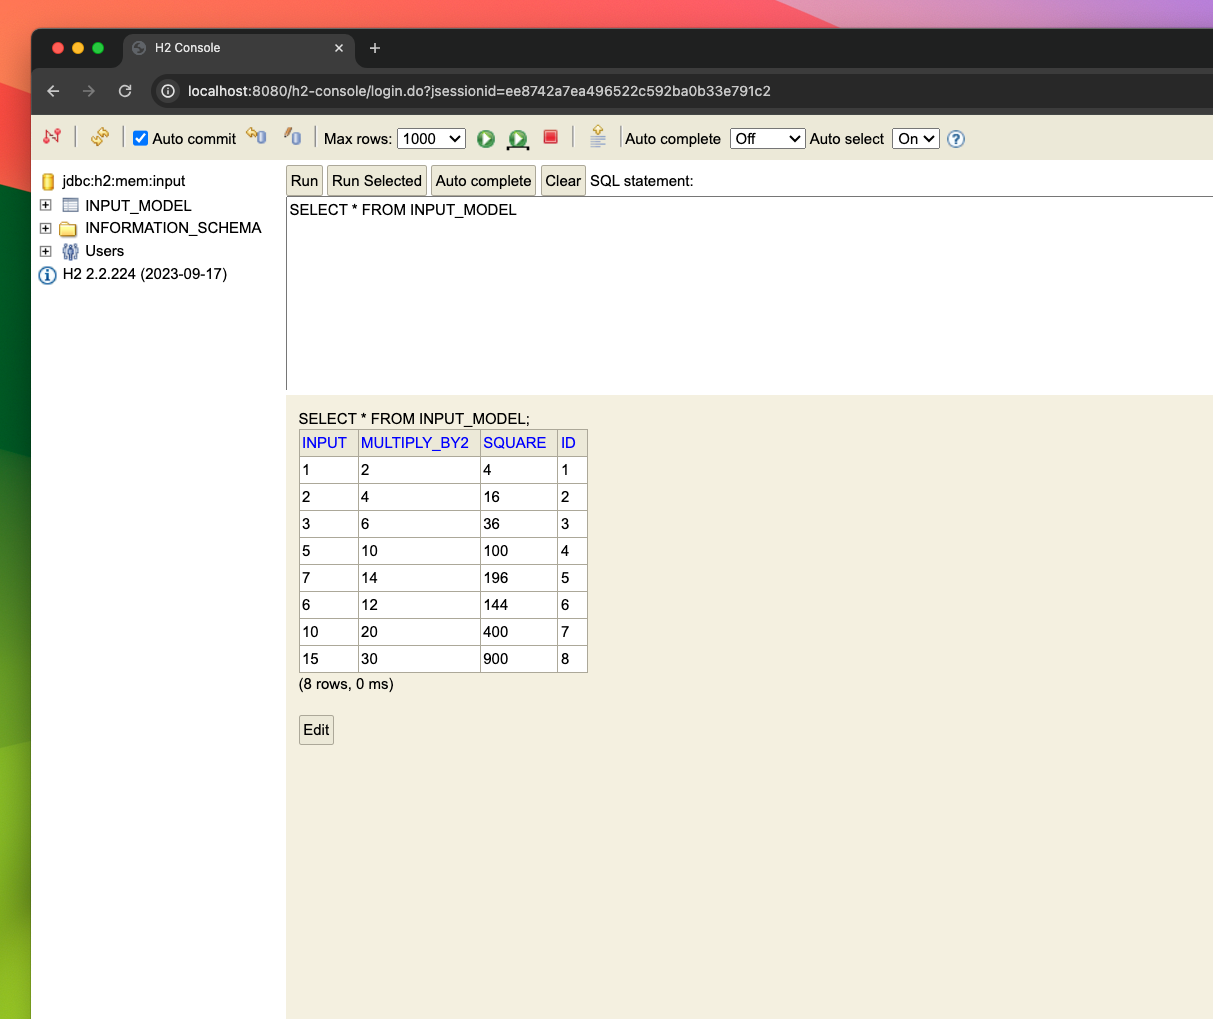 H2 Console
localhost:8080/h2-console/login.do?jsessionid=ee8742a7ea496522c592ba0b33e791c2
Auto commit Max rows: 1000 Auto complete Off Auto select On
jdbc:h2:mem:input
INPUT_MODEL
INFORMATION_SCHEMA
Users
H2 2.2.224 (2023-09-17)
Run Run Selected Auto complete Clear SQL statement:
SELECT * FROM INPUT_MODEL
SELECT * FROM INPUT_MODEL;
INPUT MULTIPLY_BY2 SQUARE ID
1 2 4 1
2 4 16 2
3 6 36 3
5 10 100 4
7 14 196 5
6 12 144 6
10 20 400 7
15 30 900 8
(8 rows, 0 ms)
Edit